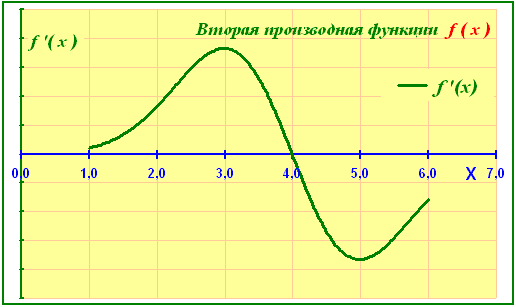 Вторая производная функции f ( x )
f '( x )
f '(x)
0,0 1,0 2,0 3,0 4,0 5,0 6,0 X 7,0